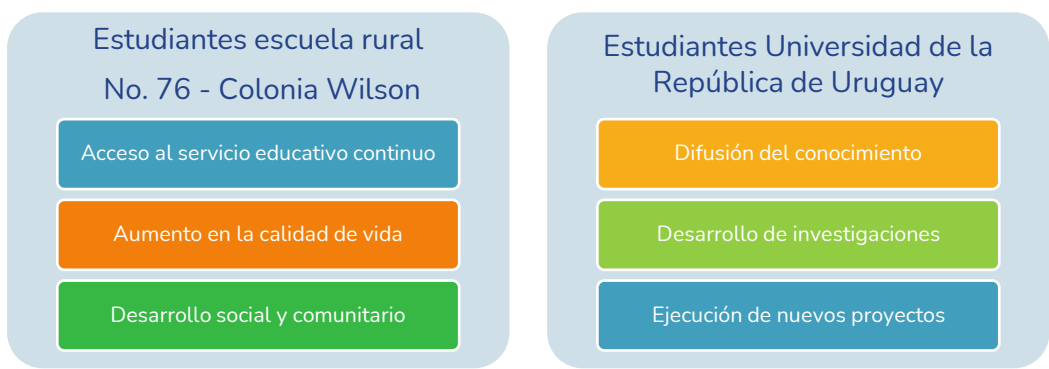 Estudiantes escuela rural
No. 76 - Colonia Wilson
Acceso al servicio educativo continuo
Aumento en la calidad de vida
Desarrollo social y comunitario
Estudiantes Universidad de la
República de Uruguay
Difusión del conocimiento
Desarrollo de investigaciones
Ejecución de nuevos proyectos